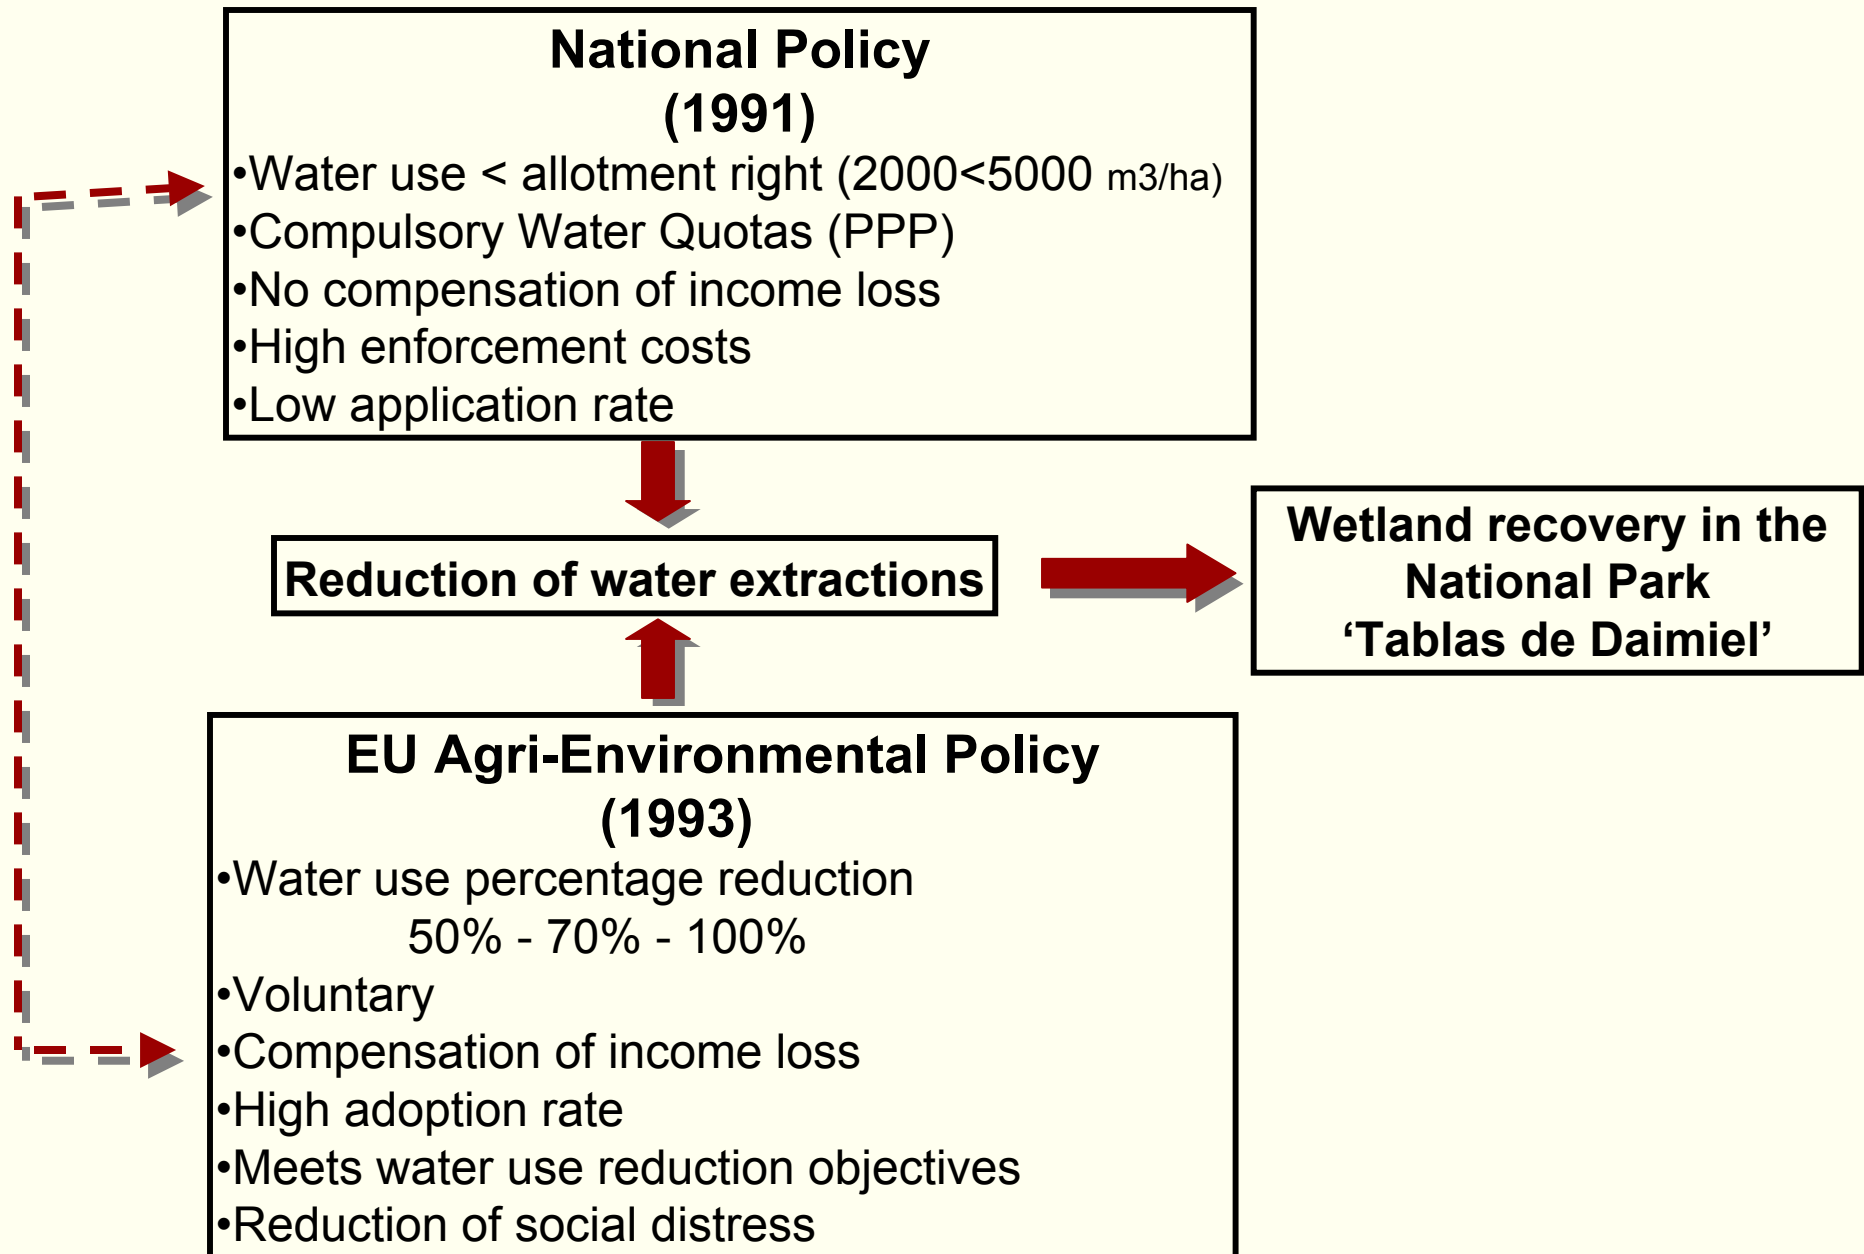 National Policy
(1991)
•Water use < allotment right (2000<5000 m3/ha)
•Compulsory Water Quotas (PPP)
•No compensation of income loss
•High enforcement costs
•Low application rate
Reduction of water extractions
Wetland recovery in the
National Park
‘Tablas de Daimiel’
EU Agri-Environmental Policy
(1993)
•Water use percentage reduction
50% - 70% - 100%
•Voluntary
•Compensation of income loss
•High adoption rate
•Meets water use reduction objectives
•Reduction of social distress